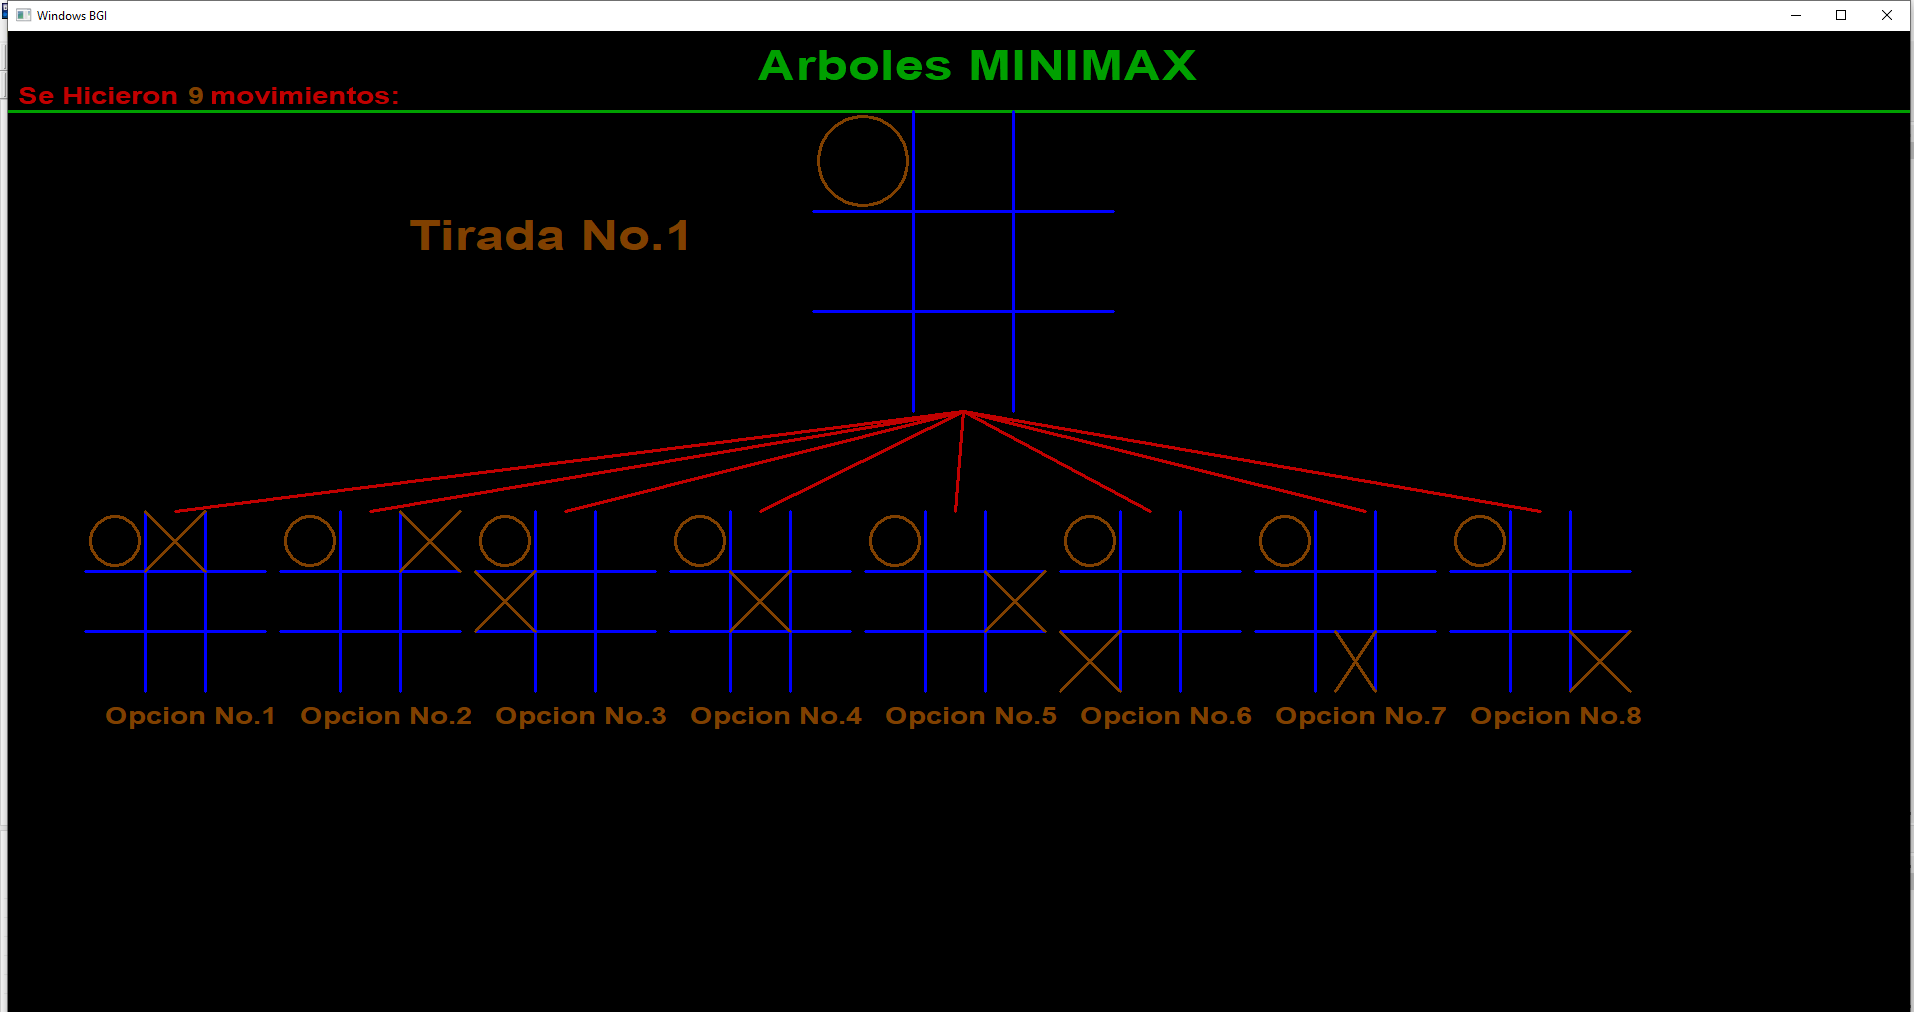 Windows BGI
Arboles MINIMAX
Se Hicieron 9 movimientos:
Tirada No.1
Opcion No.1 Opcion No.2 Opcion No.3 Opcion No.4 Opcion No.5 Opcion No.6 Opcion No.7 Opcion No.8